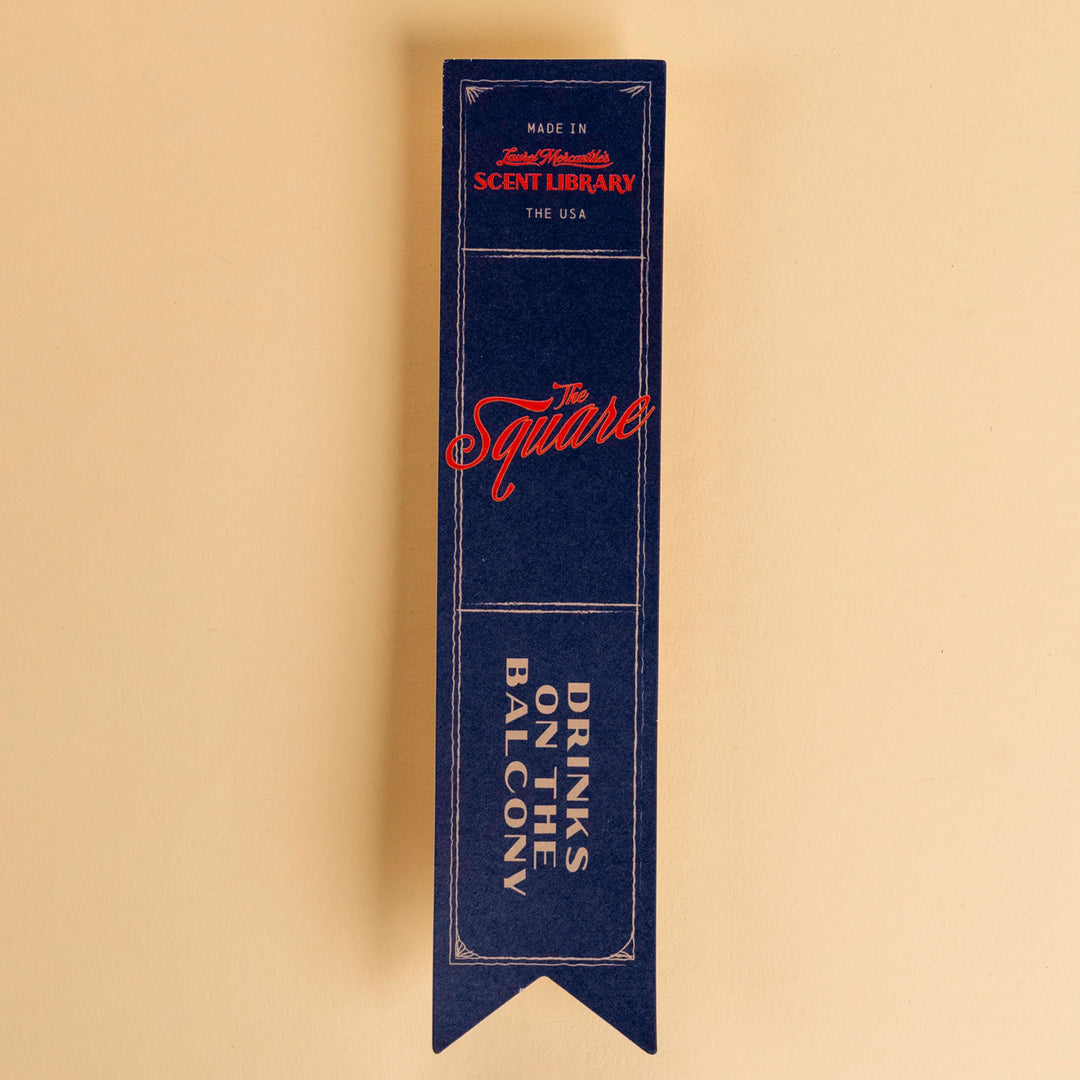 MADE IN
Laurel Mercantile's
SCENT LIBRARY
THE USA
The
Square
DRINKS
ON THE
BALCONY